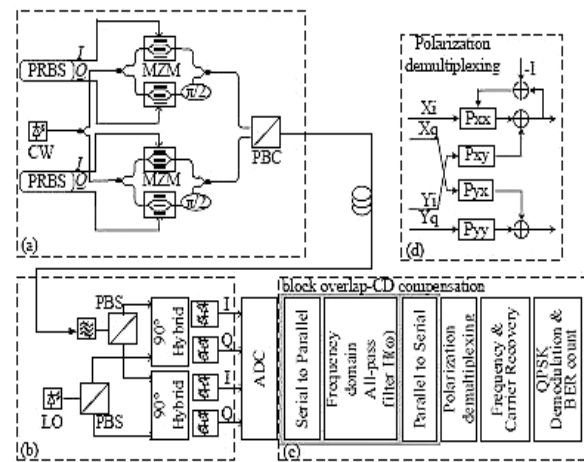 I
PRBS
Q
MZM
π/2
CW
I
PRBS
Q
MZM
π/2
PBC
(a)
Polarization
demultiplexing
-1
Xi
Pxx
Xq
Pxy
Yi
Pyx
Yq
Pyy
(d)
PBS
90°
Hybrid
I
Q
LO
PBS
90°
Hybrid
I
Q
(b)
ADC
block overlap-CD compensation
Serial to Parallel
Frequency
domain
All-pass
filter H(ω)
Parallel to Serial
Polarization
demultiplexing
Frequency &
Carrier Recovery
QPSK
Demodulation &
BER count
(c)